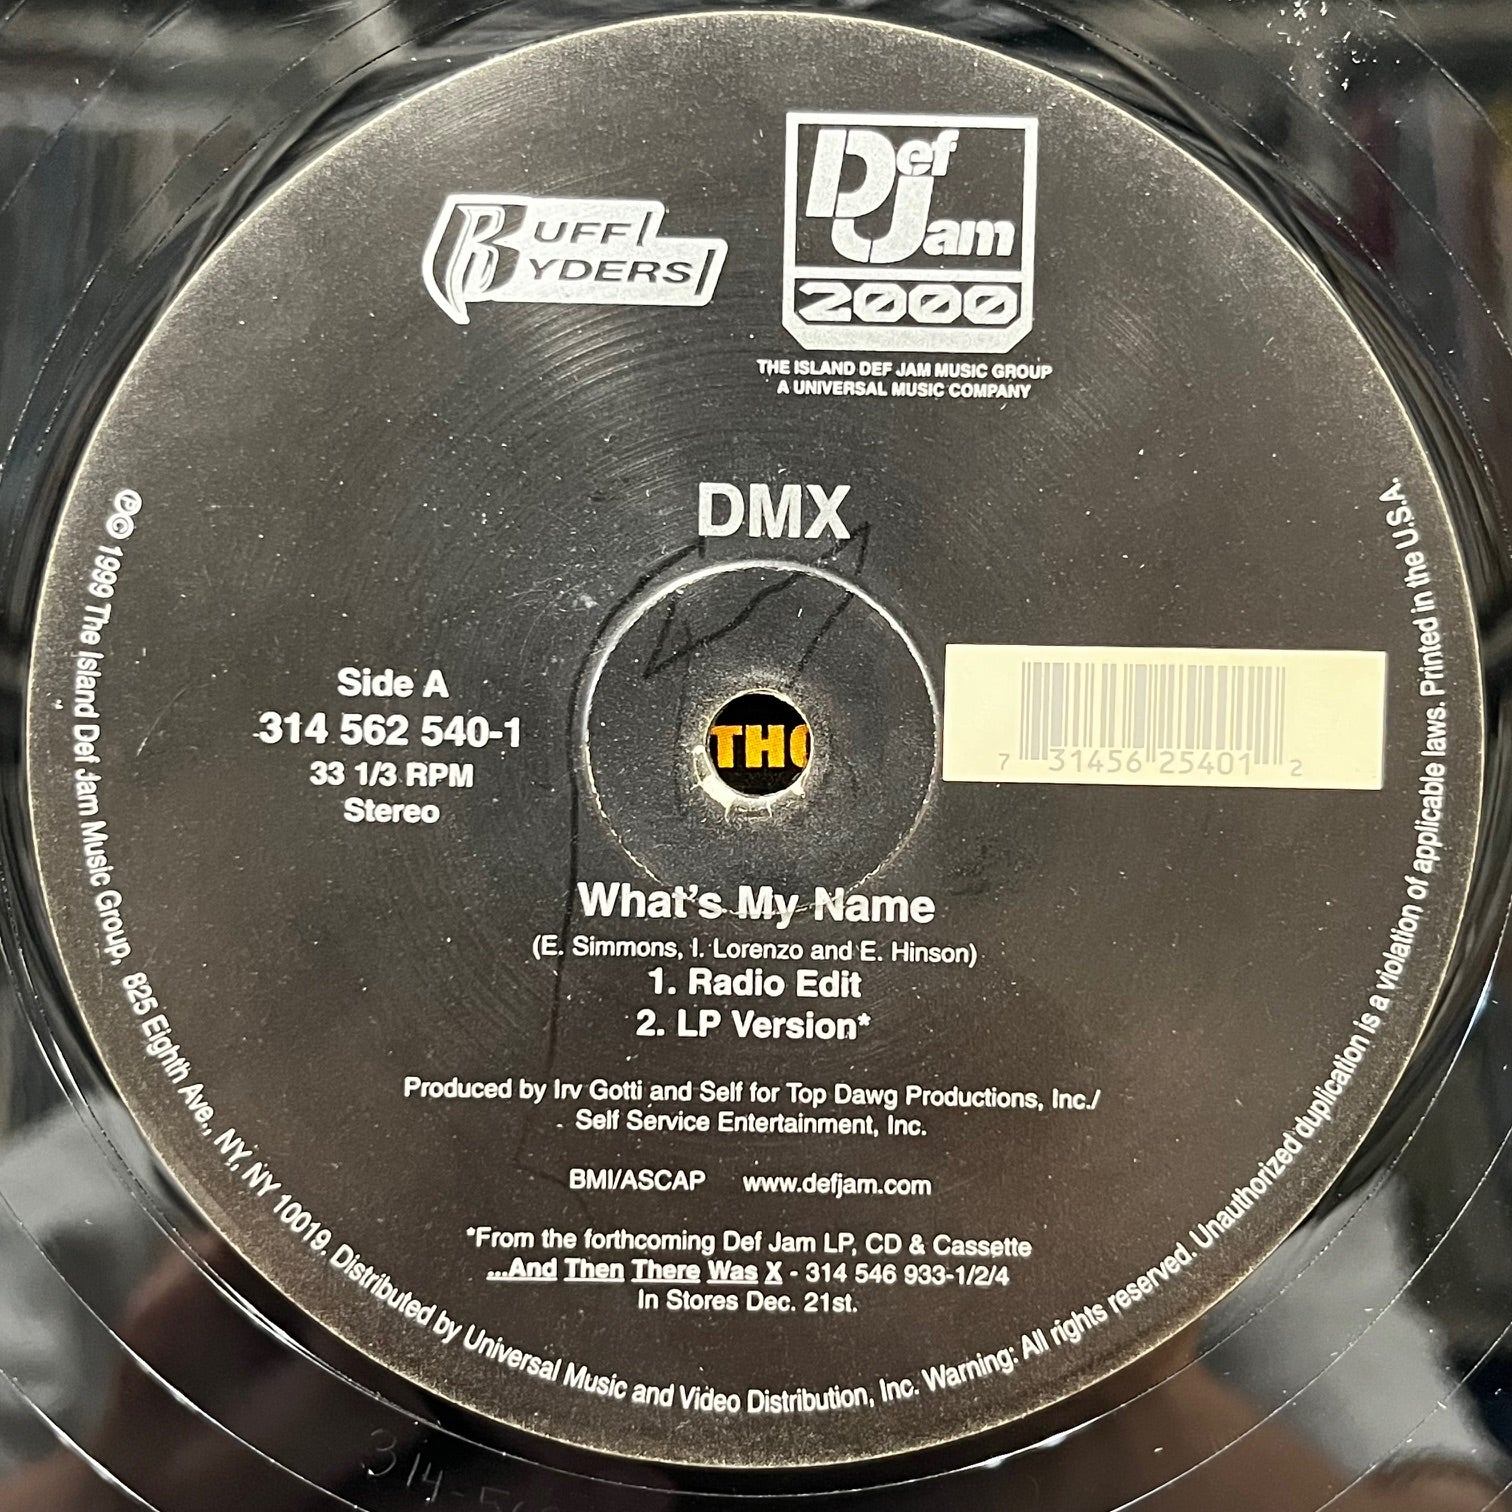 RUFF
RYDERS
Def
Jam
2000
THE ISLAND DEF JAM MUSIC GROUP
A UNIVERSAL MUSIC COMPANY
DMX
Side A
314 562 540-1
33 1/3 RPM
Stereo
THO
7 31456 25401 2
What's My Name
(E. Simmons, I. Lorenzo and E. Hinson)
1. Radio Edit
2. LP Version*
Produced by Irv Gotti and Self for Top Dawg Productions, Inc./
Self Service Entertainment, Inc.
BMI/ASCAP www.defjam.com
*From the forthcoming Def Jam LP, CD & Cassette
...And Then There Was X - 314 546 933-1/2/4
In Stores Dec. 21st.
℗© 1999 The Island Def Jam Music Group, 825 Eighth Ave., NY, NY 10019. Distributed by Universal Music and Video Distribution, Inc. Warning: All rights reserved. Unauthorized duplication is a violation of applicable laws. Printed in the U.S.A.
314-